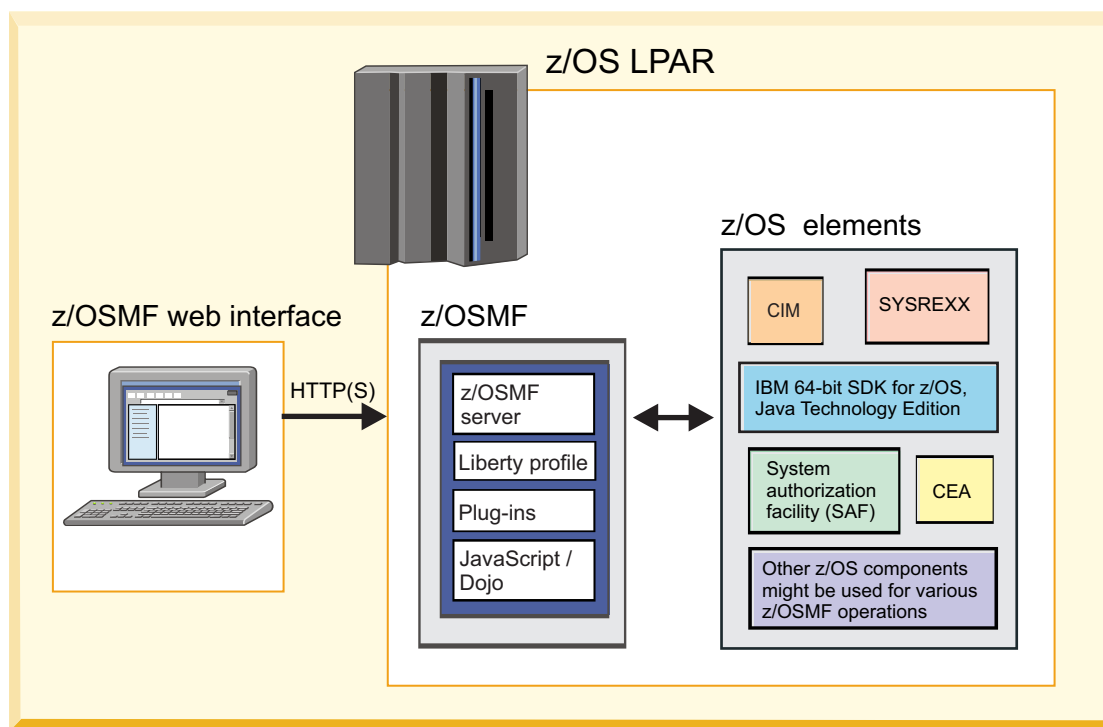 z/OS LPAR
z/OS elements
CIM
SYSREXX
z/OSMF web interface
z/OSMF
HTTP(S)
z/OSMF
server
Liberty profile
Plug-ins
JavaScript /
Dojo
IBM 64-bit SDK for z/OS,
Java Technology Edition
System
authorization
facility (SAF)
CEA
Other z/OS components
might be used for various
z/OSMF operations